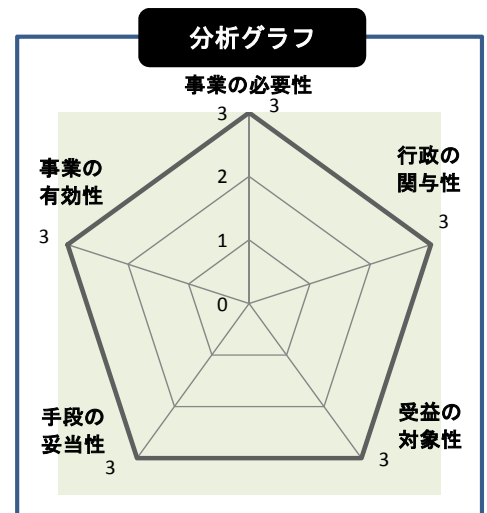 分析グラフ
事業の必要性
3
3
行政の
関与性
3
事業の
有効性
3
2
1
0
手段の
妥当性
3
受益の
対象性
3